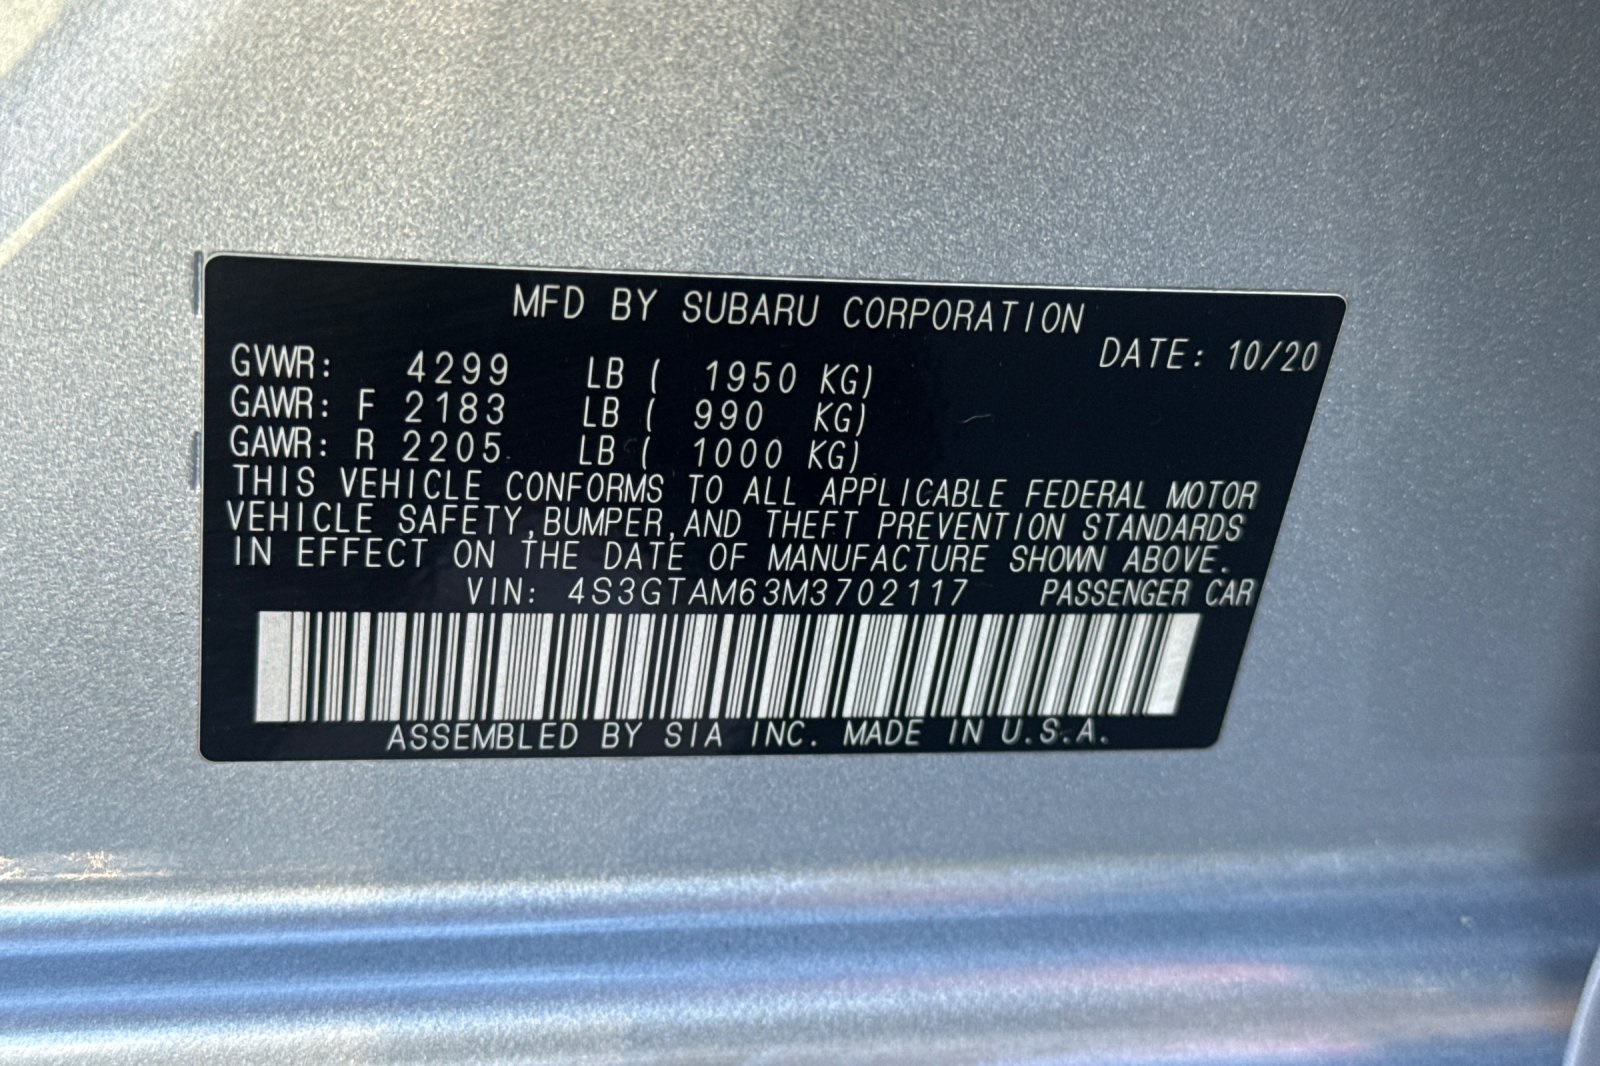 MFD BY SUBARU CORPORATION
DATE: 10/20
GVWR: 4299 LB ( 1950 KG)
GAWR: F 2183 LB ( 990 KG)
GAWR: R 2205 LB ( 1000 KG)
THIS VEHICLE CONFORMS TO ALL APPLICABLE FEDERAL MOTOR
VEHICLE SAFETY,BUMPER,AND THEFT PREVENTION STANDARDS
IN EFFECT ON THE DATE OF MANUFACTURE SHOWN ABOVE.
VIN: 4S3GTAM63M3702117 PASSENGER CAR
ASSEMBLED BY SIA INC. MADE IN U.S.A.